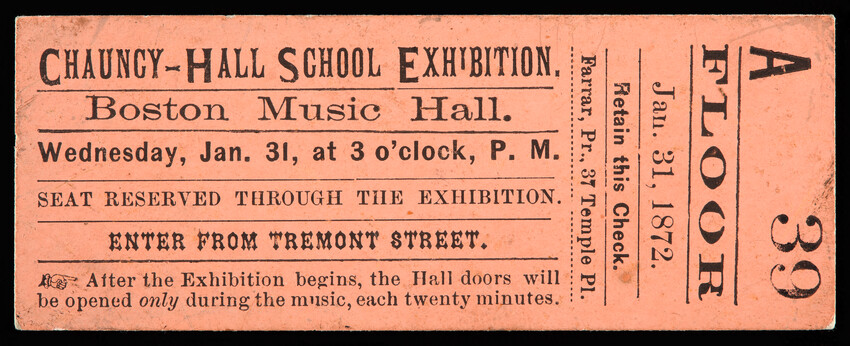 CHAUNCY-HALL SCHOOL EXHIBITION.
Boston Music Hall.
Wednesday, Jan. 31, at 3 o'clock, P. M.
SEAT RESERVED THROUGH THE EXHIBITION.
ENTER FROM TREMONT STREET.
☞ After the Exhibition begins, the Hall doors will
be opened only during the music, each twenty minutes.
Farrar, Pr., 37 Temple Pl.
Retain this Check.
Jan. 31, 1872.
FLOOR
A 39